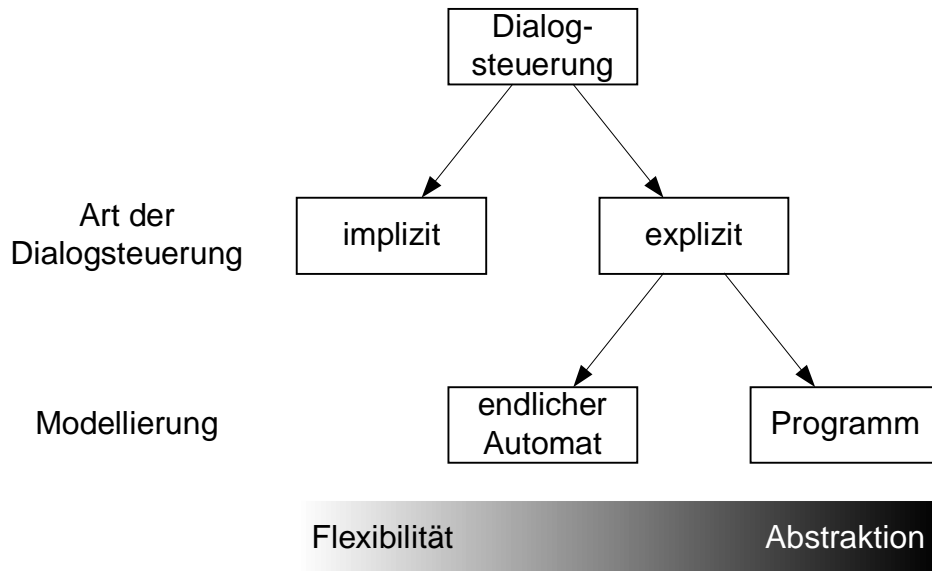 Dialog-
steuerung
Art der
Dialogsteuerung
implizit
explizit
Modellierung
endlicher
Automat
Programm
Flexibilität
Abstraktion